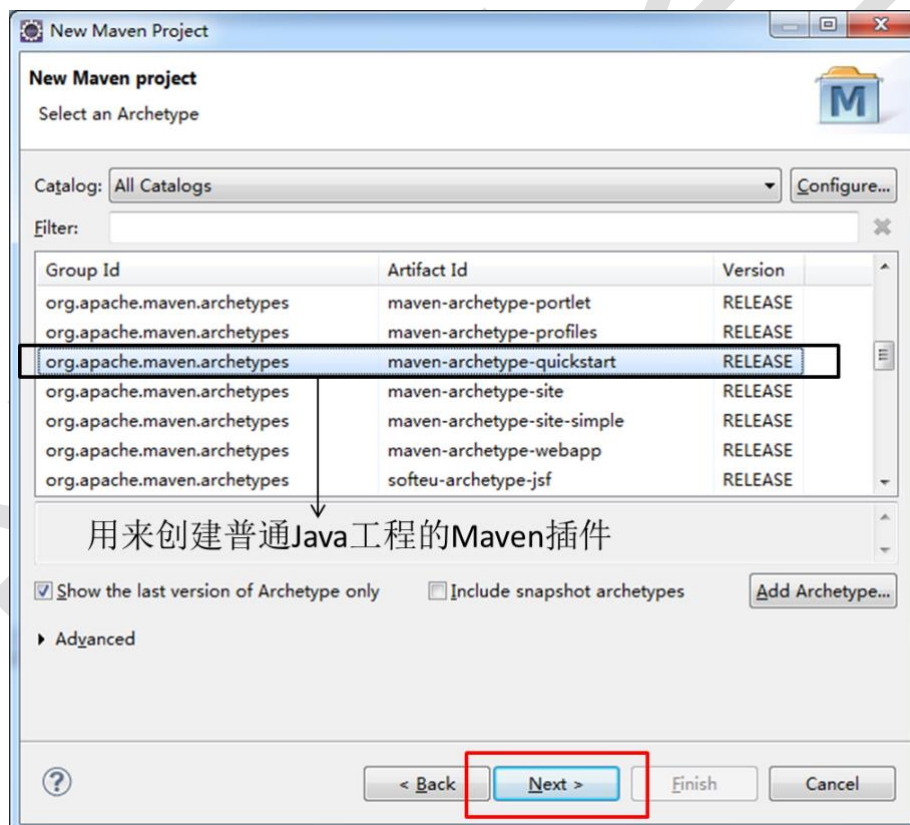 New Maven Project
New Maven project
Select an Archetype
M
Catalog: All Catalogs Configure...
Filter:
Group Id Artifact Id Version
org.apache.maven.archetypes maven-archetype-portlet RELEASE
org.apache.maven.archetypes maven-archetype-profiles RELEASE
org.apache.maven.archetypes maven-archetype-quickstart RELEASE
org.apache.maven.archetypes maven-archetype-site RELEASE
org.apache.maven.archetypes maven-archetype-site-simple RELEASE
org.apache.maven.archetypes maven-archetype-webapp RELEASE
org.apache.maven.archetypes softeu-archetype-jsf RELEASE
用来创建普通Java工程的Maven插件
Show the last version of Archetype only Include snapshot archetypes Add Archetype...
Advanced
? < Back Next > Finish Cancel